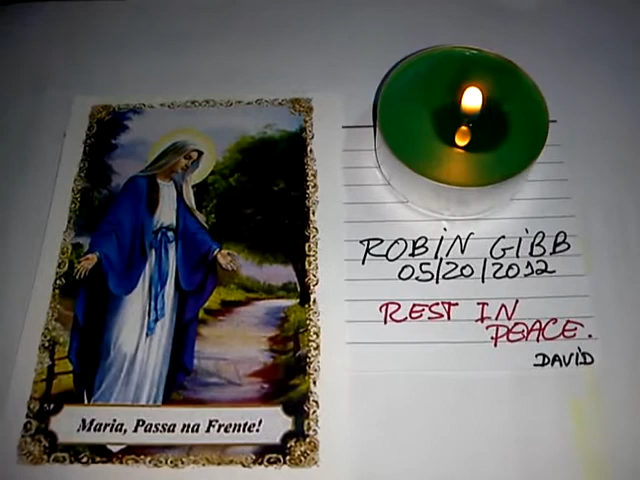 Maria, Passa na Frente!
ROBIN GIBB
05/20/2012
REST IN
PEACE.
DAVID